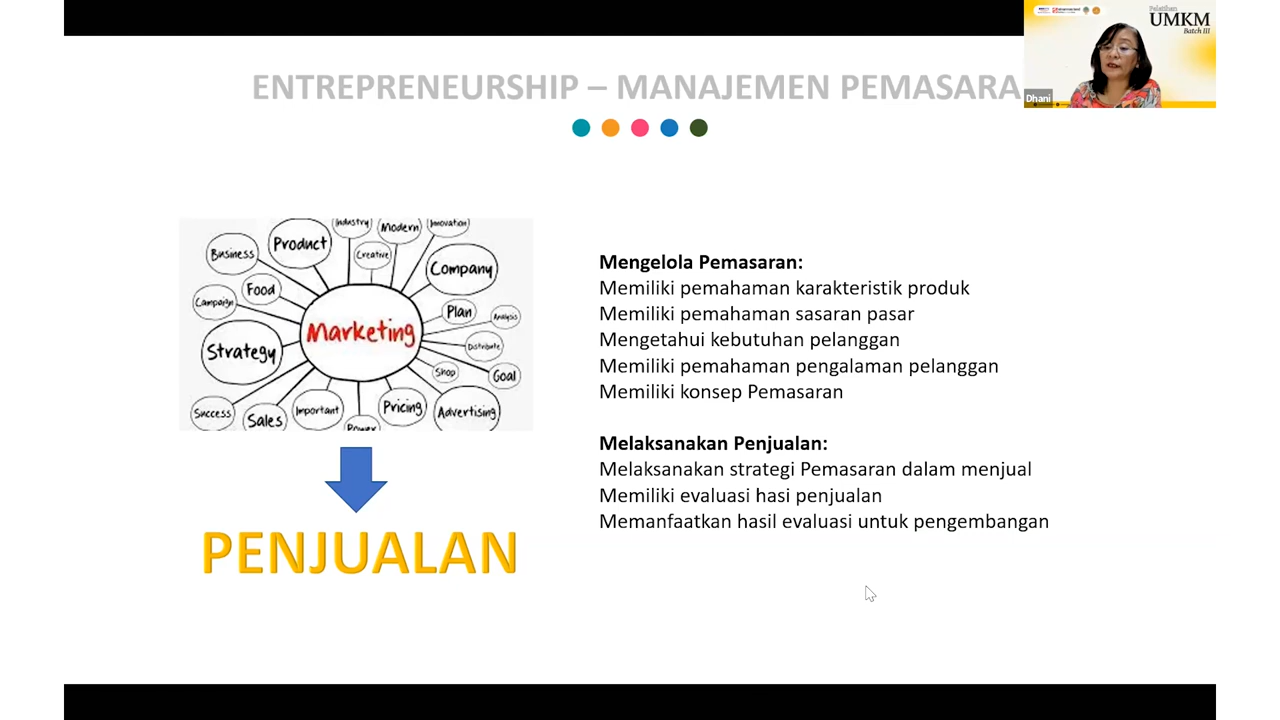 Pelatihan
UMKM
Batch III
Dhani
ENTREPRENEURSHIP – MANAJEMEN PEMASARA
Industry
Modern
Innovation
Product
Business
Creative
Company
Food
Campaign
Plan
Analysis
Marketing
Strategy
Distribute
Shop
Goal
Success
Sales
Important
Power
Pricing
Advertising
PENJUALAN
Mengelola Pemasaran:
Memiliki pemahaman karakteristik produk
Memiliki pemahaman sasaran pasar
Mengetahui kebutuhan pelanggan
Memiliki pemahaman pengalaman pelanggan
Memiliki konsep Pemasaran
Melaksanakan Penjualan:
Melaksanakan strategi Pemasaran dalam menjual
Memiliki evaluasi hasi penjualan
Memanfaatkan hasil evaluasi untuk pengembangan